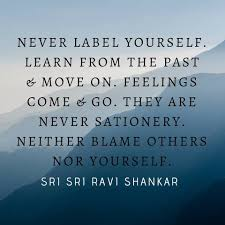 NEVER LABEL YOURSELF.
LEARN FROM THE PAST
& MOVE ON. FEELINGS
COME & GO. THEY ARE
NEVER SATIONERY.
NEITHER BLAME OTHERS
NOR YOURSELF.
SRI SRI RAVI SHANKAR